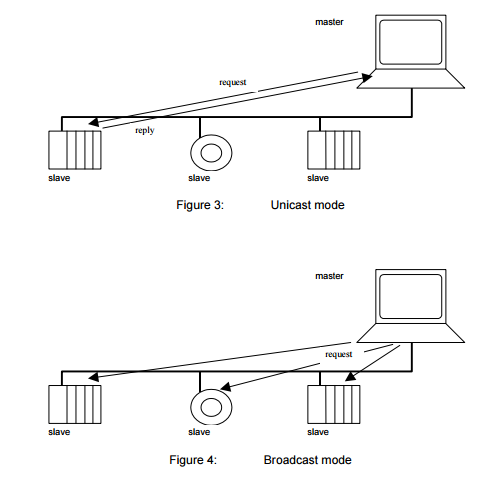 master
request
reply
slave
slave
slave
Figure 3: Unicast mode
master
request
slave
slave
slave
Figure 4: Broadcast mode